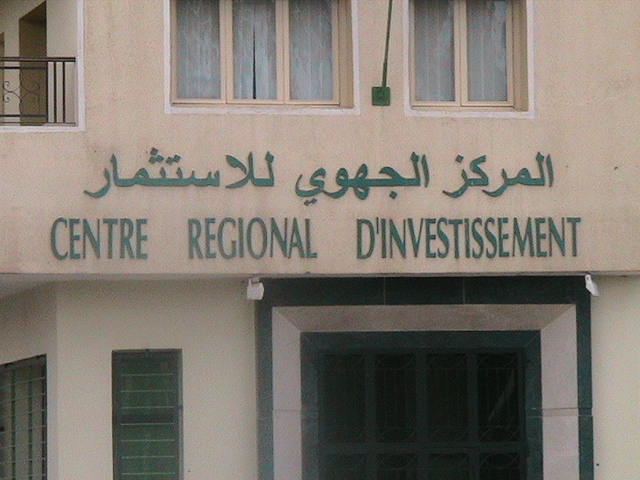 المركز الجهوي للاستثمار
CENTRE REGIONAL D'INVESTISSEMENT